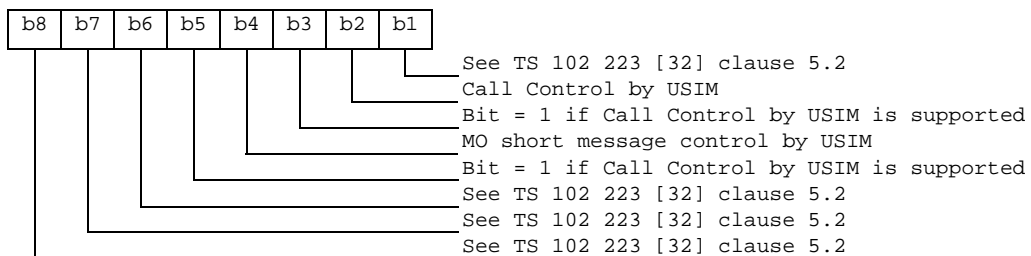 b8 b7 b6 b5 b4 b3 b2 b1
See TS 102 223 [32] clause 5.2
Call Control by USIM
Bit = 1 if Call Control by USIM is supported
MO short message control by USIM
Bit = 1 if Call Control by USIM is supported
See TS 102 223 [32] clause 5.2
See TS 102 223 [32] clause 5.2
See TS 102 223 [32] clause 5.2